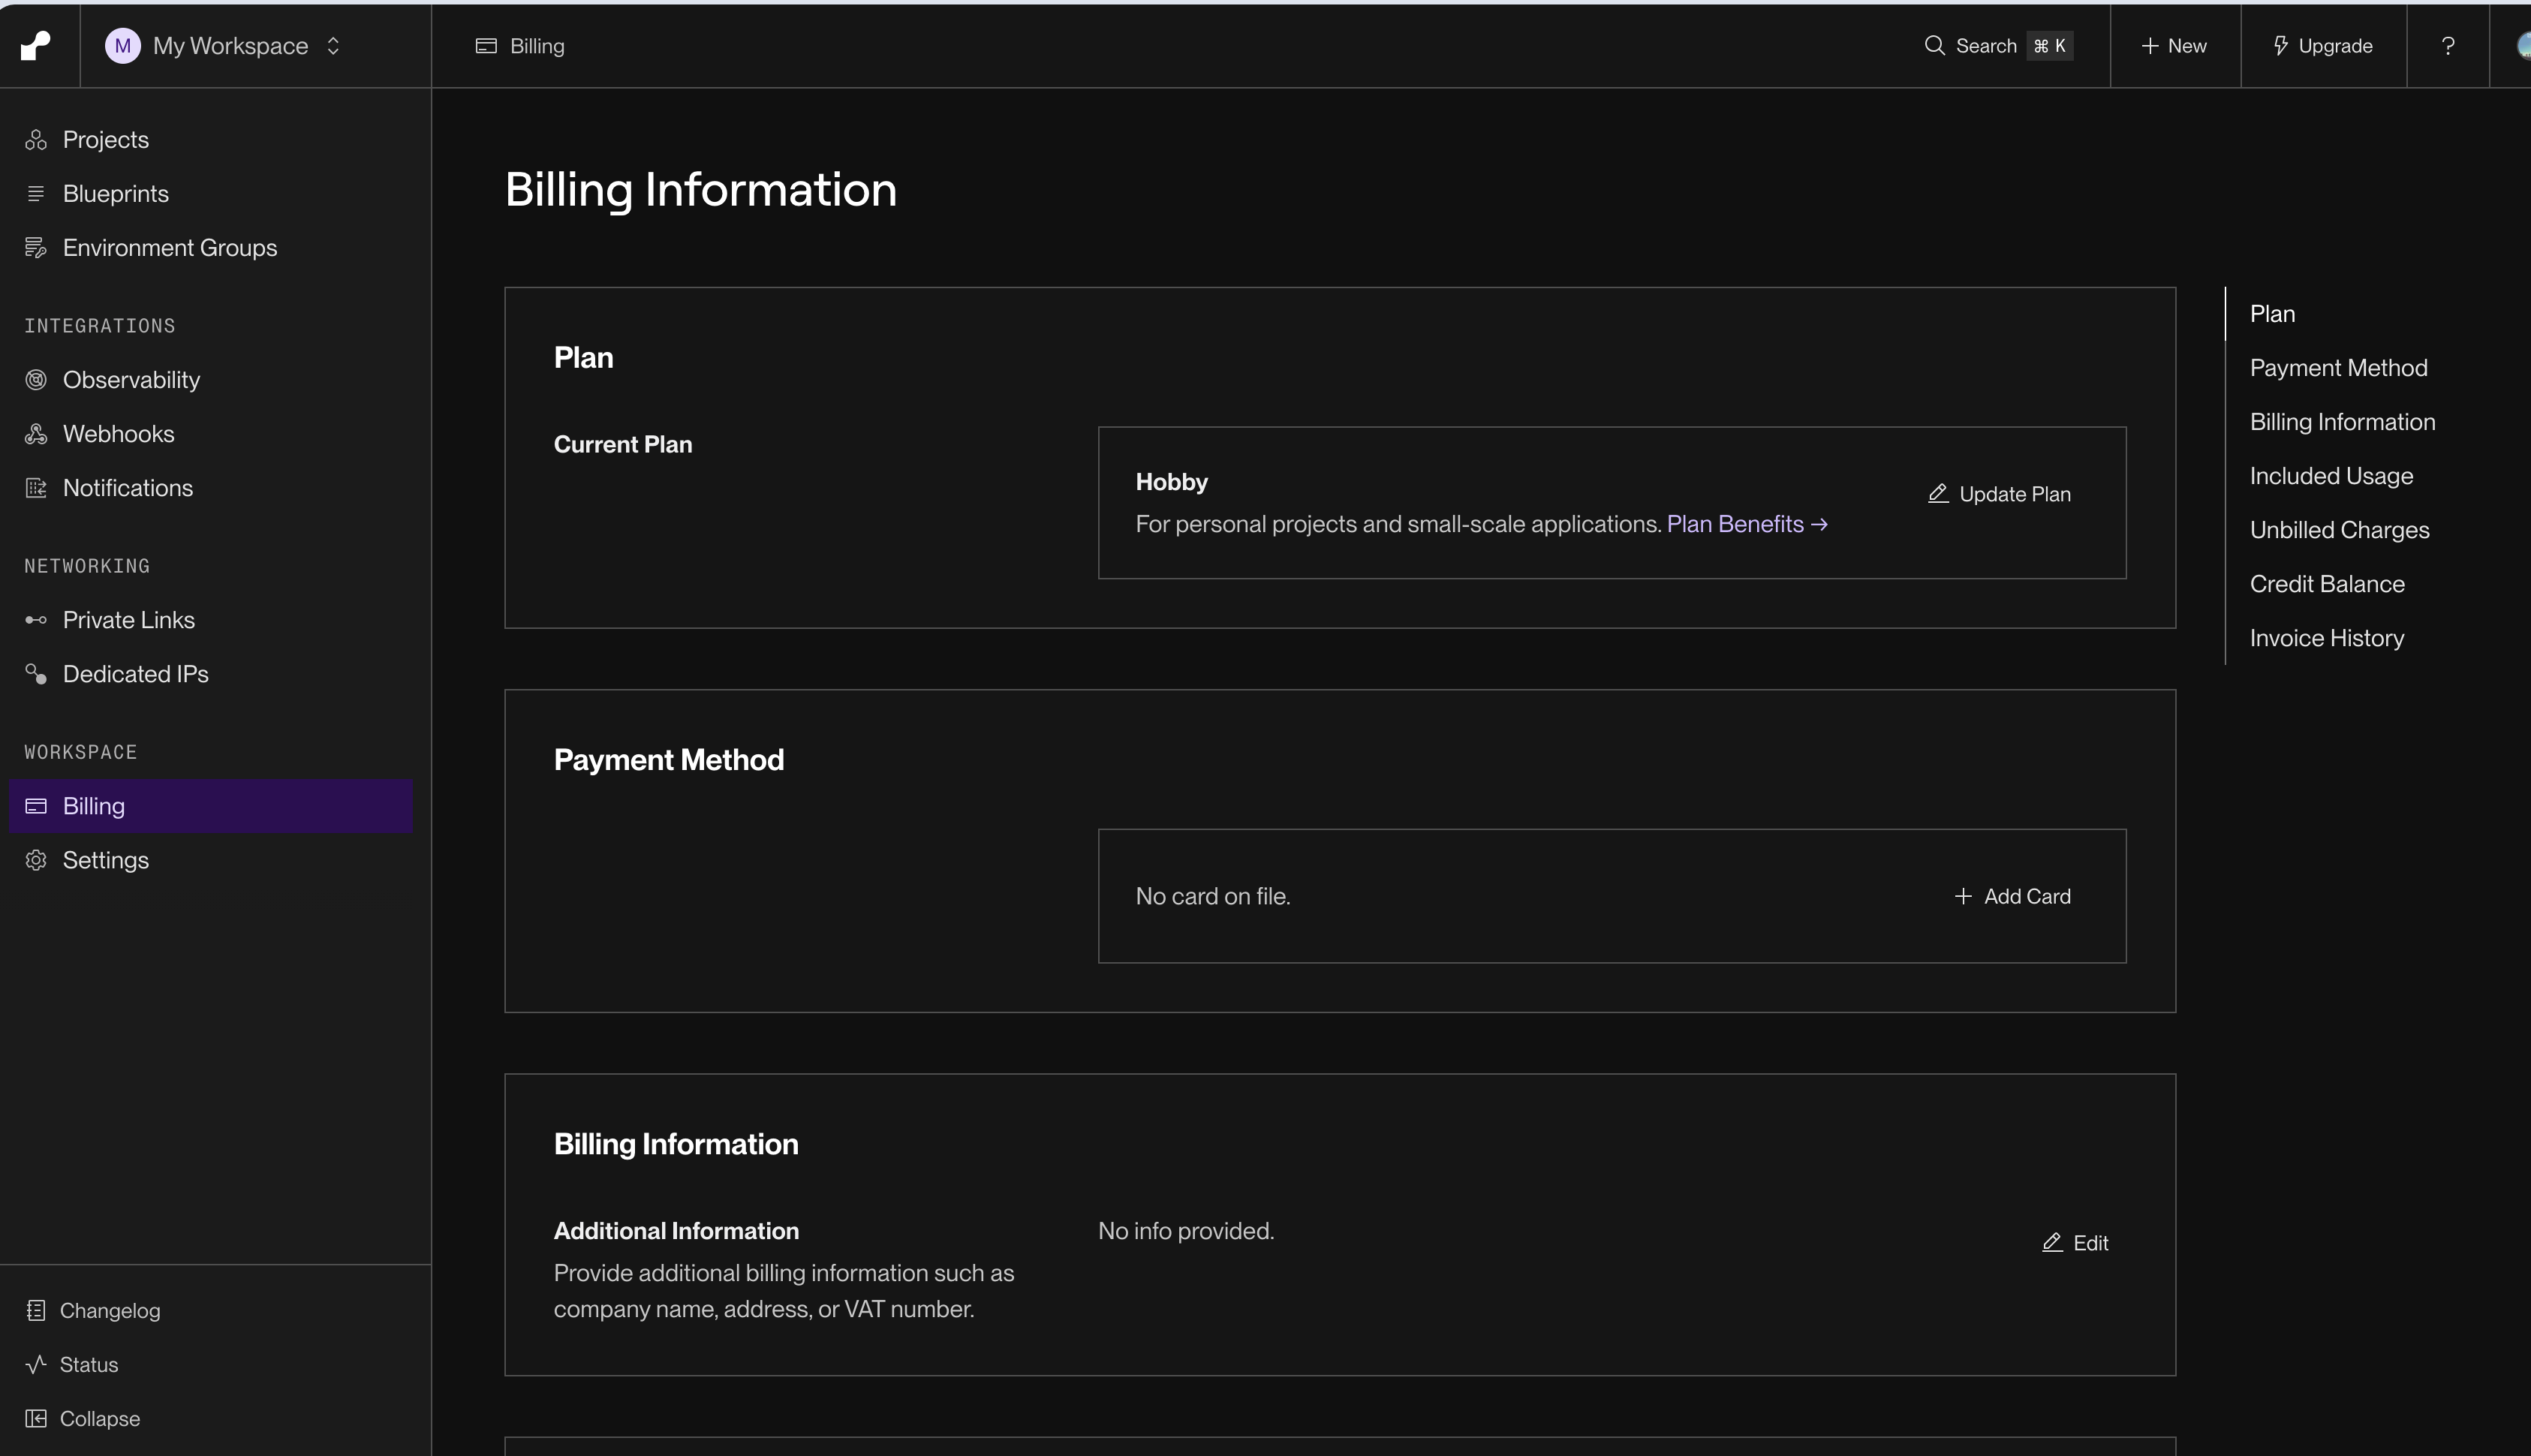 M My Workspace
Billing
Search ⌘ K
+ New
Upgrade
?
Projects
Blueprints
Environment Groups
INTEGRATIONS
Observability
Webhooks
Notifications
NETWORKING
Private Links
Dedicated IPs
WORKSPACE
Billing
Settings
Changelog
Status
Collapse
Billing Information
Plan
Current Plan
Hobby
For personal projects and small-scale applications. Plan Benefits →
Update Plan
Payment Method
No card on file.
+ Add Card
Billing Information
Additional Information
Provide additional billing information such as
company name, address, or VAT number.
No info provided.
Edit
Plan
Payment Method
Billing Information
Included Usage
Unbilled Charges
Credit Balance
Invoice History